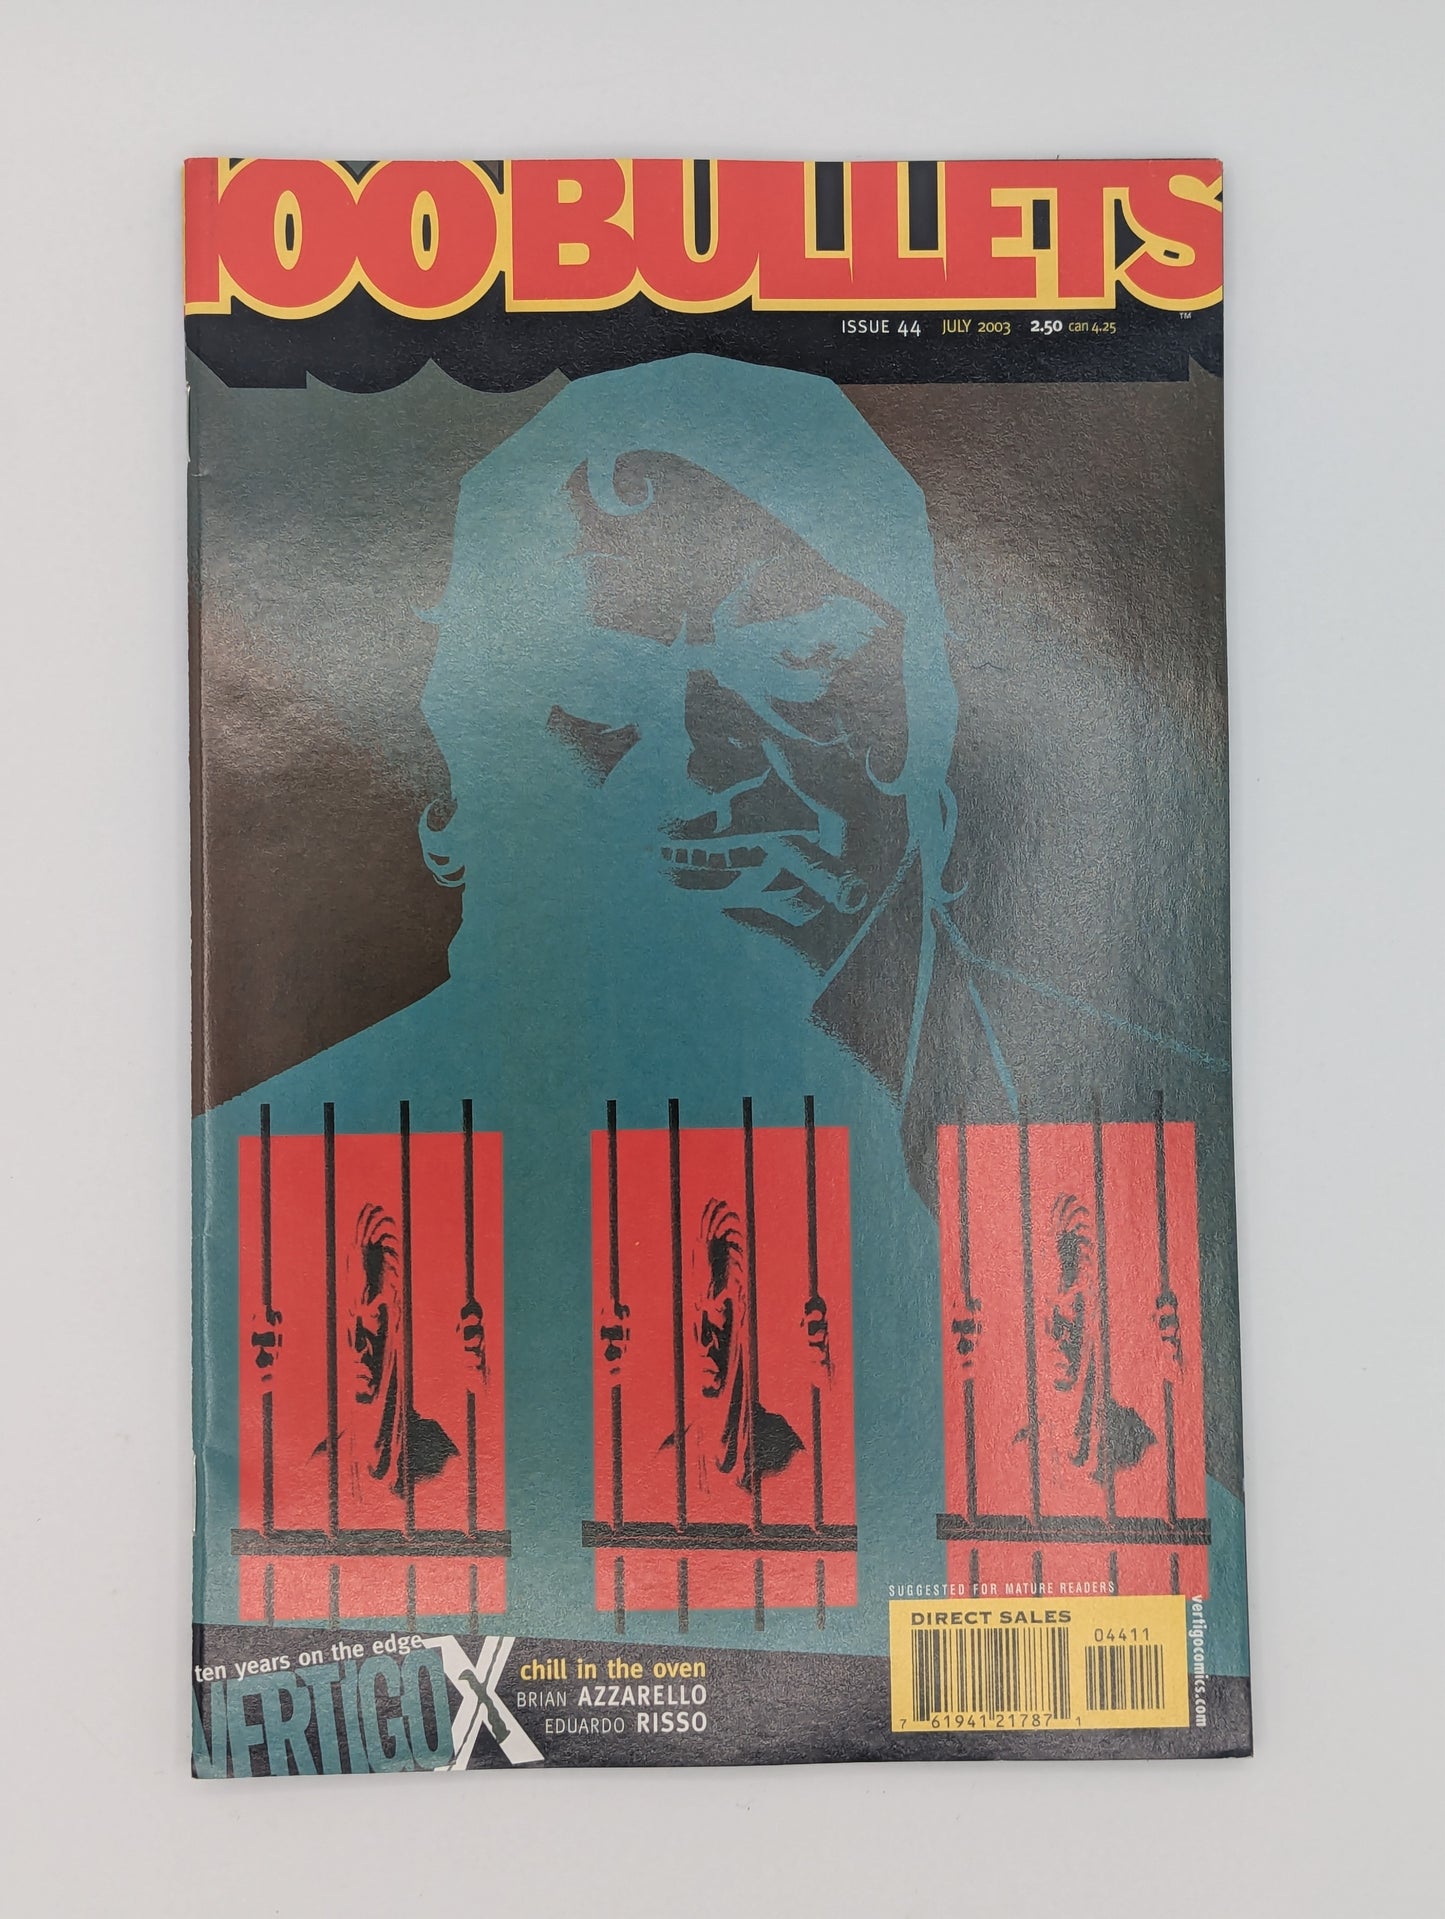 100 BULLETS
™
ISSUE 44 JULY 2003 2.50 can 4.25
SUGGESTED FOR MATURE READERS
DIRECT SALES
04411
7 61941 21787 1
vertigocomics.com
ten years on the edge
VERTIGO X
chill in the oven
BRIAN AZZARELLO
EDUARDO RISSO